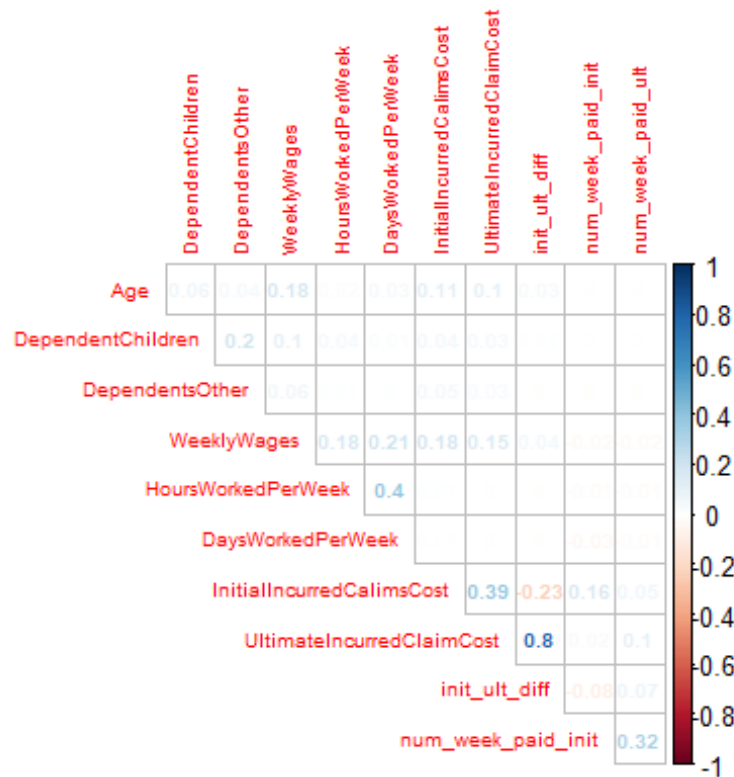 DependentChildren
DependentsOther
WeeklyWages
HoursWorkedPerWeek
DaysWorkedPerWeek
InitialIncurredCalimsCost
UltimateIncurredClaimCost
init_ult_diff
num_week_paid_init
num_week_paid_ult
Age 0.06 0.04 0.18 0.02 0.03 0.11 0.1 0.03
DependentChildren 0.2 0.1 0.04 0.01 0.04 0.03
DependentsOther 0.06 0.05 0.03
WeeklyWages 0.18 0.21 0.18 0.15 0.04 -0.02 -0.02
HoursWorkedPerWeek 0.4 -0.01 -0.01
DaysWorkedPerWeek -0.03 -0.01
InitialIncurredCalimsCost 0.39 -0.23 0.16 0.05
UltimateIncurredClaimCost 0.8 0.02 0.1
init_ult_diff -0.08 0.07
num_week_paid_init 0.32
1
0.8
0.6
0.4
0.2
0
-0.2
-0.4
-0.6
-0.8
-1